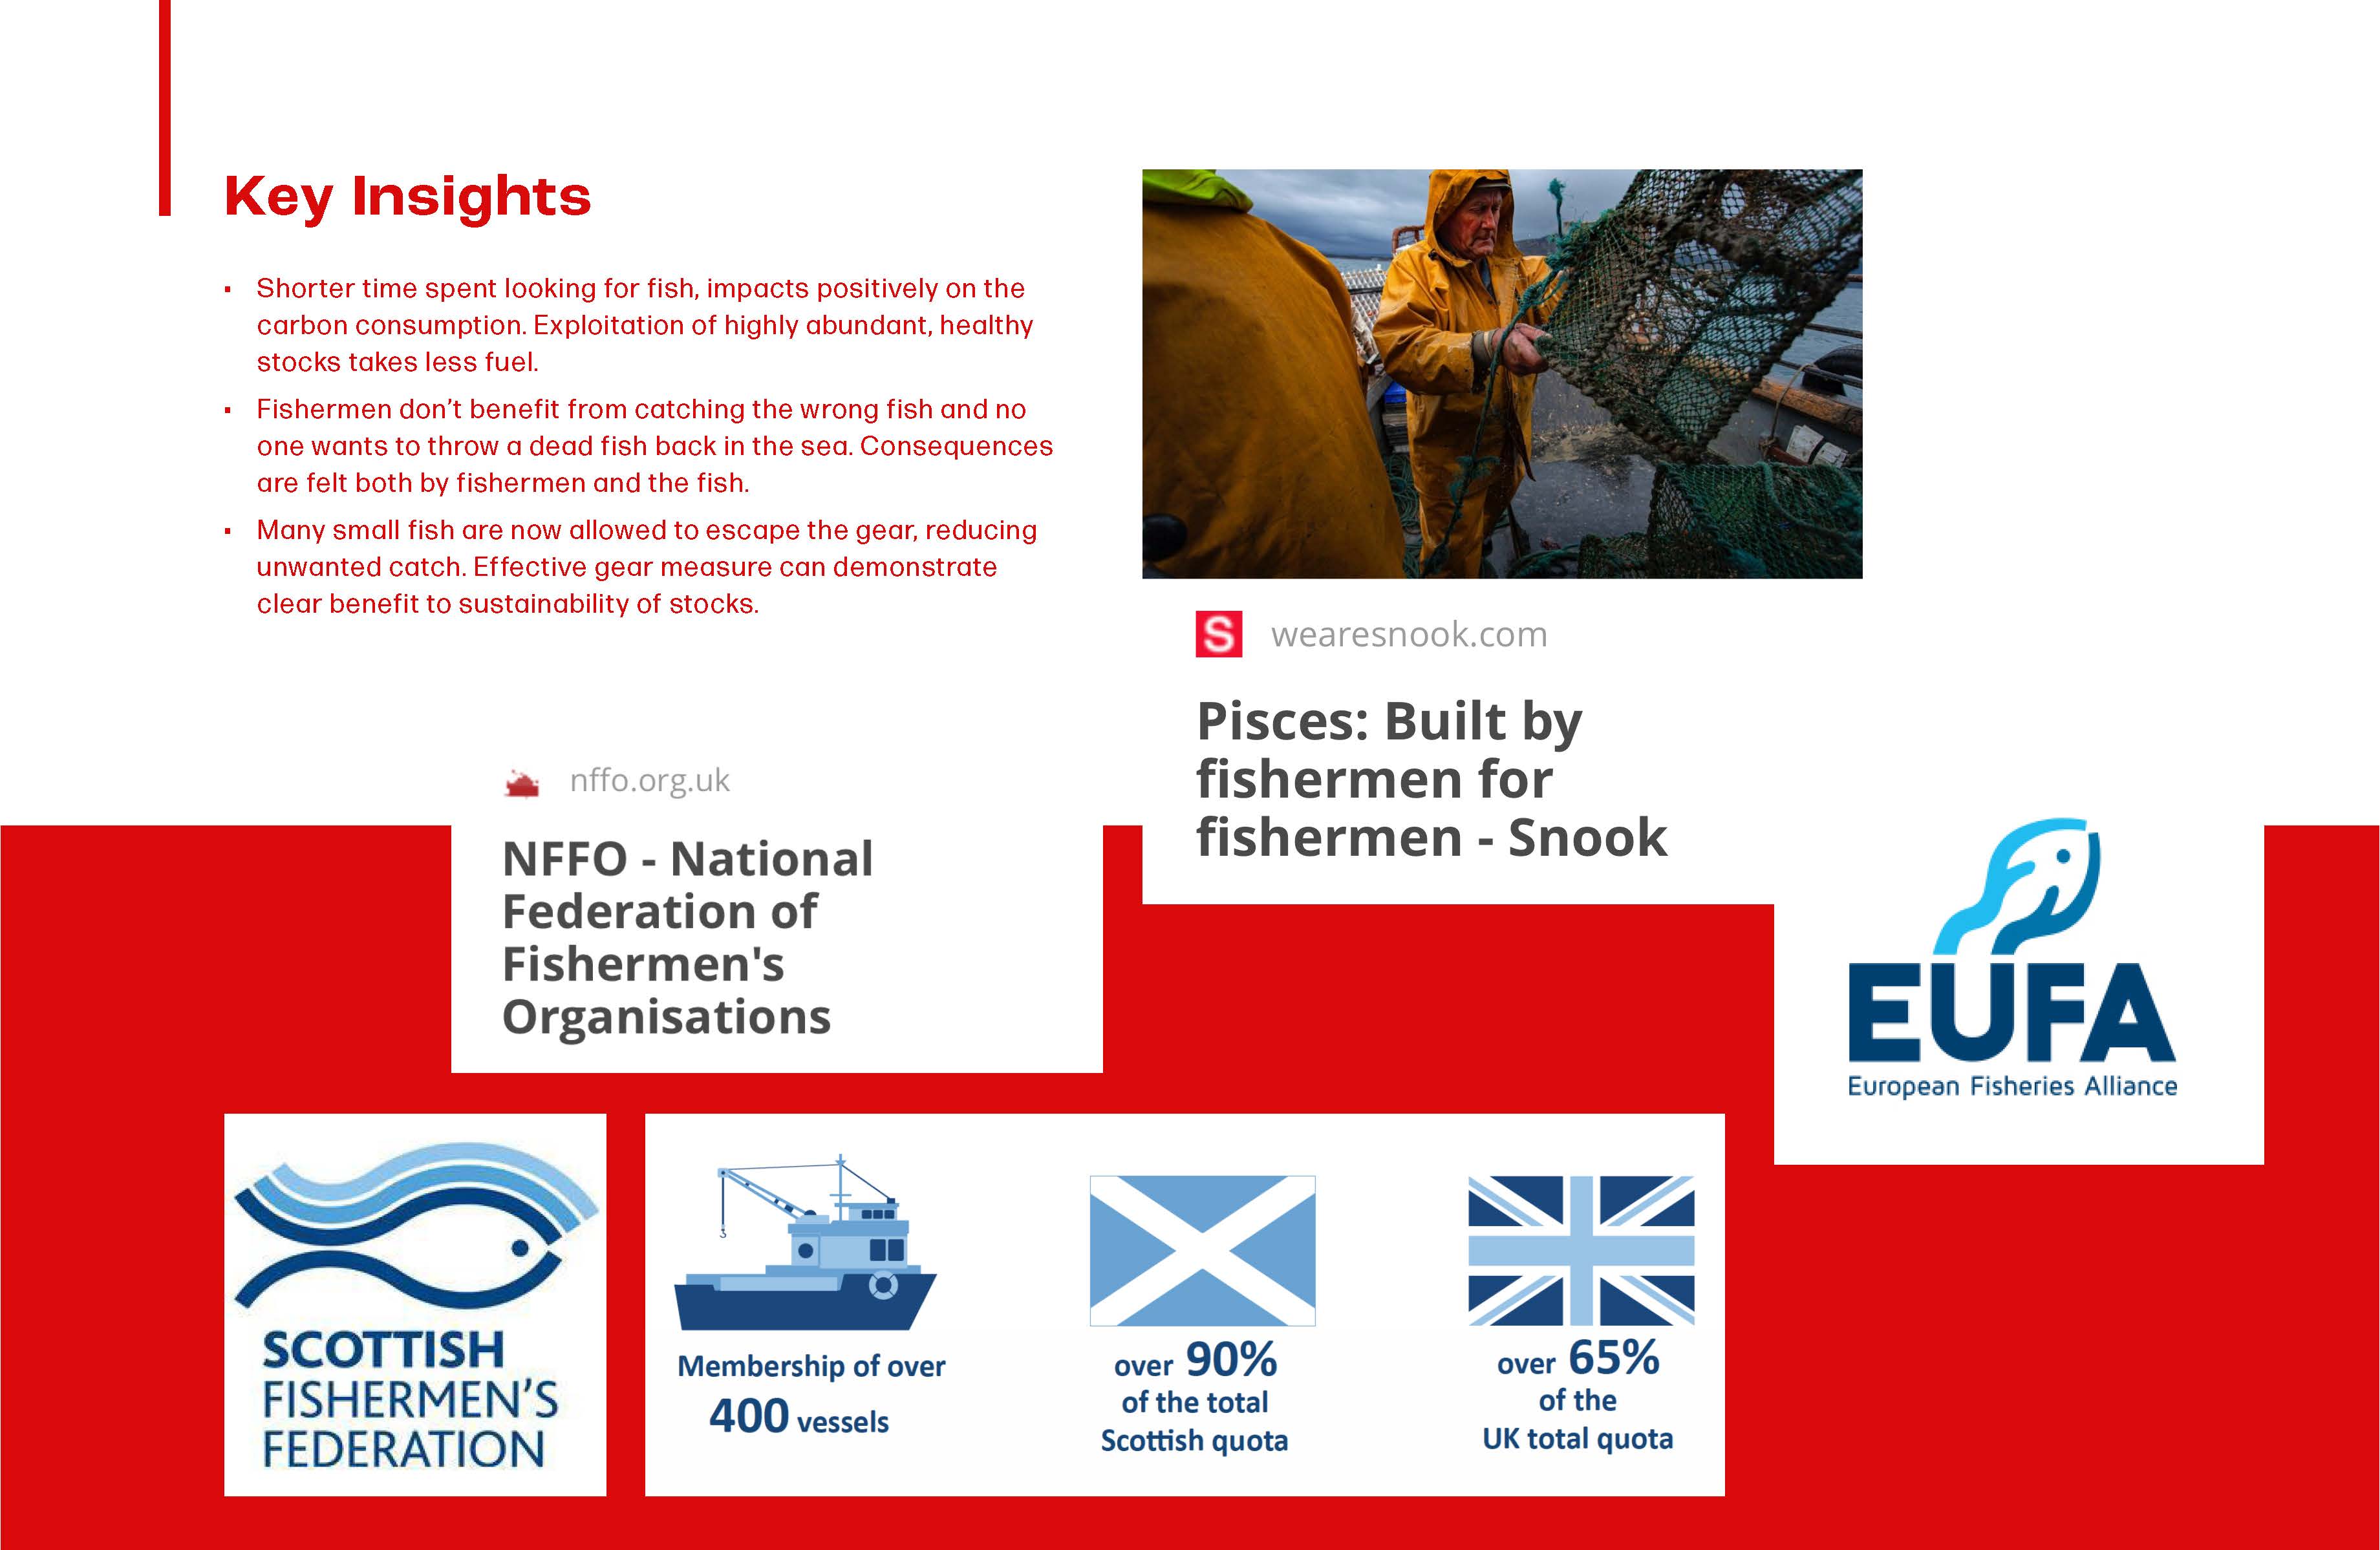 Key Insights
▪ Shorter time spent looking for fish, impacts positively on the
carbon consumption. Exploitation of highly abundant, healthy
stocks takes less fuel.
▪ Fishermen don’t benefit from catching the wrong fish and no
one wants to throw a dead fish back in the sea. Consequences
are felt both by fishermen and the fish.
▪ Many small fish are now allowed to escape the gear, reducing
unwanted catch. Effective gear measure can demonstrate
clear benefit to sustainability of stocks.
S wearesnook.com
Pisces: Built by
fishermen for
fishermen - Snook
nffo.org.uk
NFFO - National
Federation of
Fishermen's
Organisations
EUFA
European Fisheries Alliance
SCOTTISH
FISHERMEN’S
FEDERATION
Membership of over
400 vessels
over 90%
of the total
Scottish quota
over 65%
of the
UK total quota